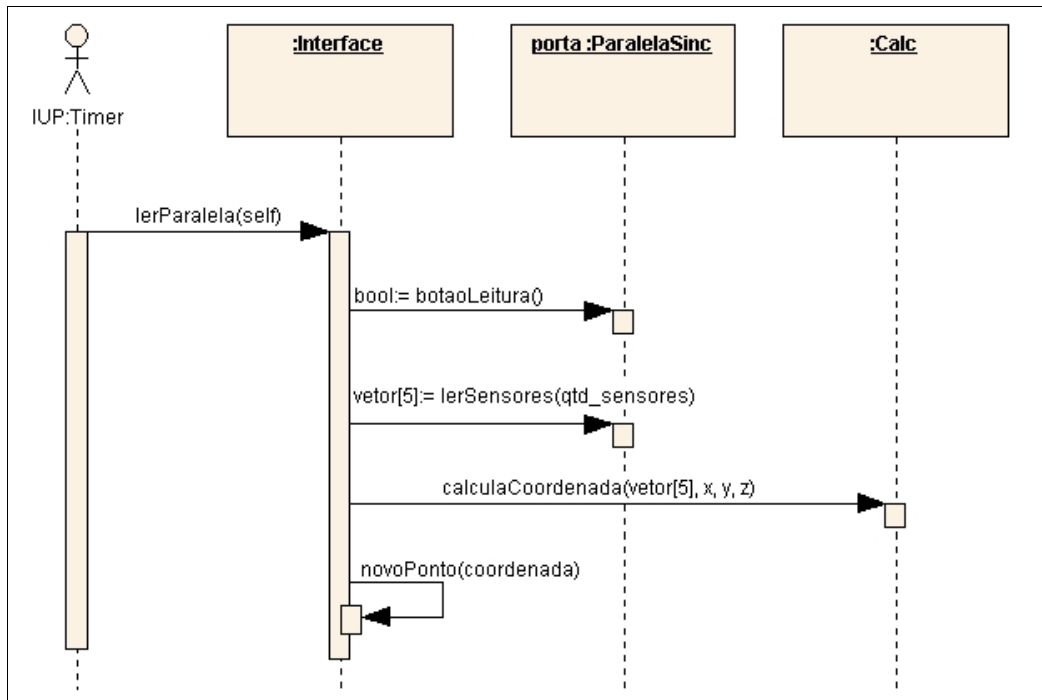 :Interface
porta :ParalelaSinc
:Calc
IUP:Timer
lerParalela(self)
bool:= botaoLeitura()
vetor[5]:= lerSensores(qtd_sensores)
calculaCoordenada(vetor[5], x, y, z)
novoPonto(coordenada)